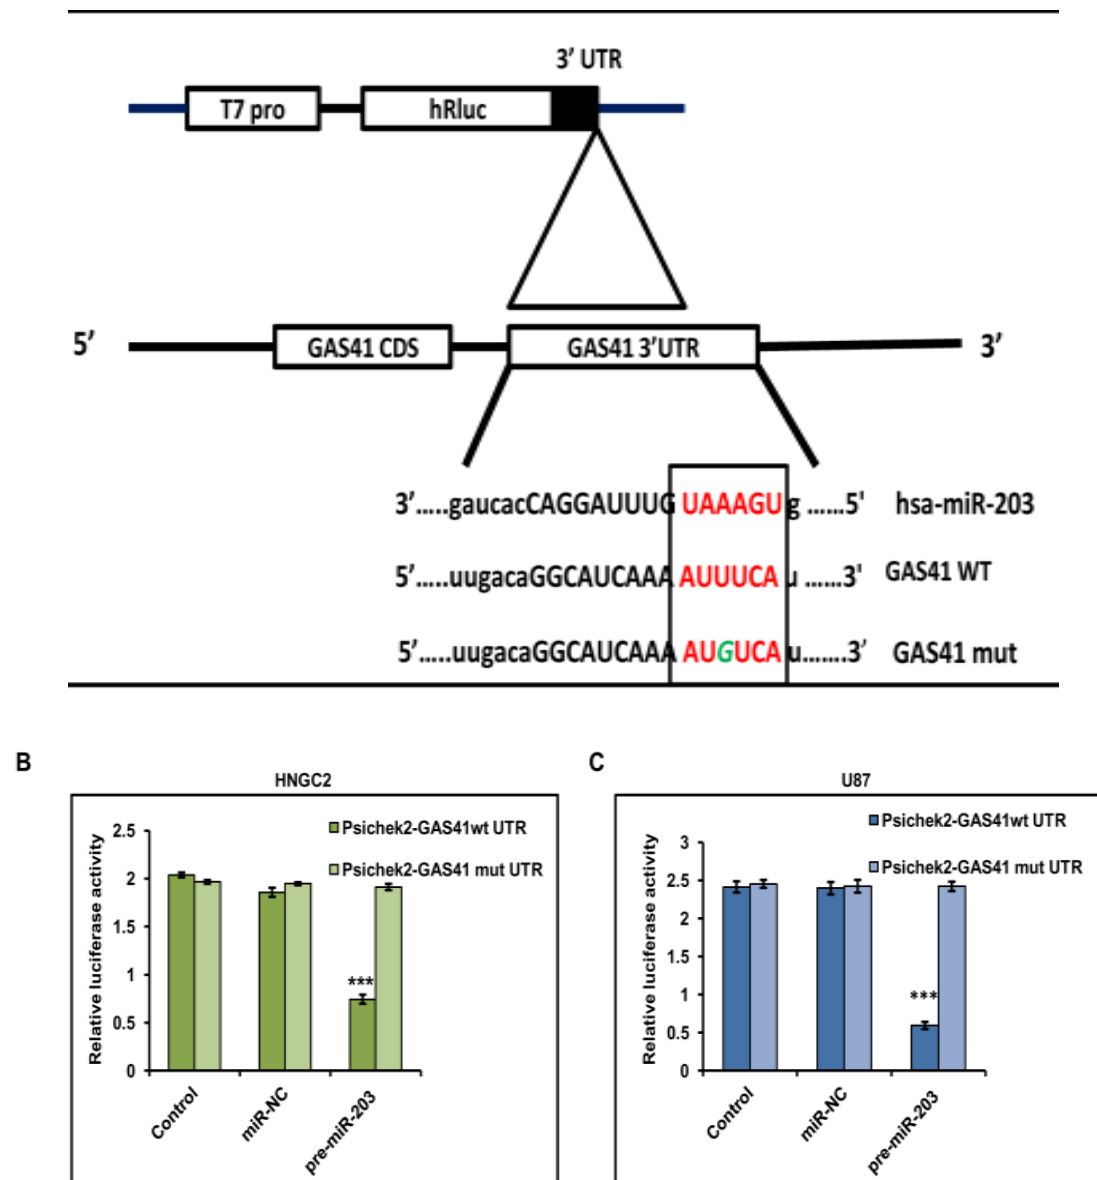 3' UTR
T7 pro hRluc
5' GAS41 CDS GAS41 3'UTR 3'
3'.....gaucacCAGGAUUUG UAAAGU g ......5' hsa-miR-203
5'.....uugacaGGCAUCAAA AUUUCA u ......3' GAS41 WT
5'.....uugacaGGCAUCAAA AUGUCA u.......3' GAS41 mut
B
HNGC2
Psichek2-GAS41wt UTR
Psichek2-GAS41 mut UTR
Relative luciferase activity
2.5
2
1.5
1
0.5
0
***
Control
miR-NC
pre-miR-203
C
U87
Psichek2-GAS41wt UTR
Psichek2-GAS41 mut UTR
Relative luciferase activity
3
2.5
2
1.5
1
0.5
0
***
Control
miR-NC
pre-miR-203